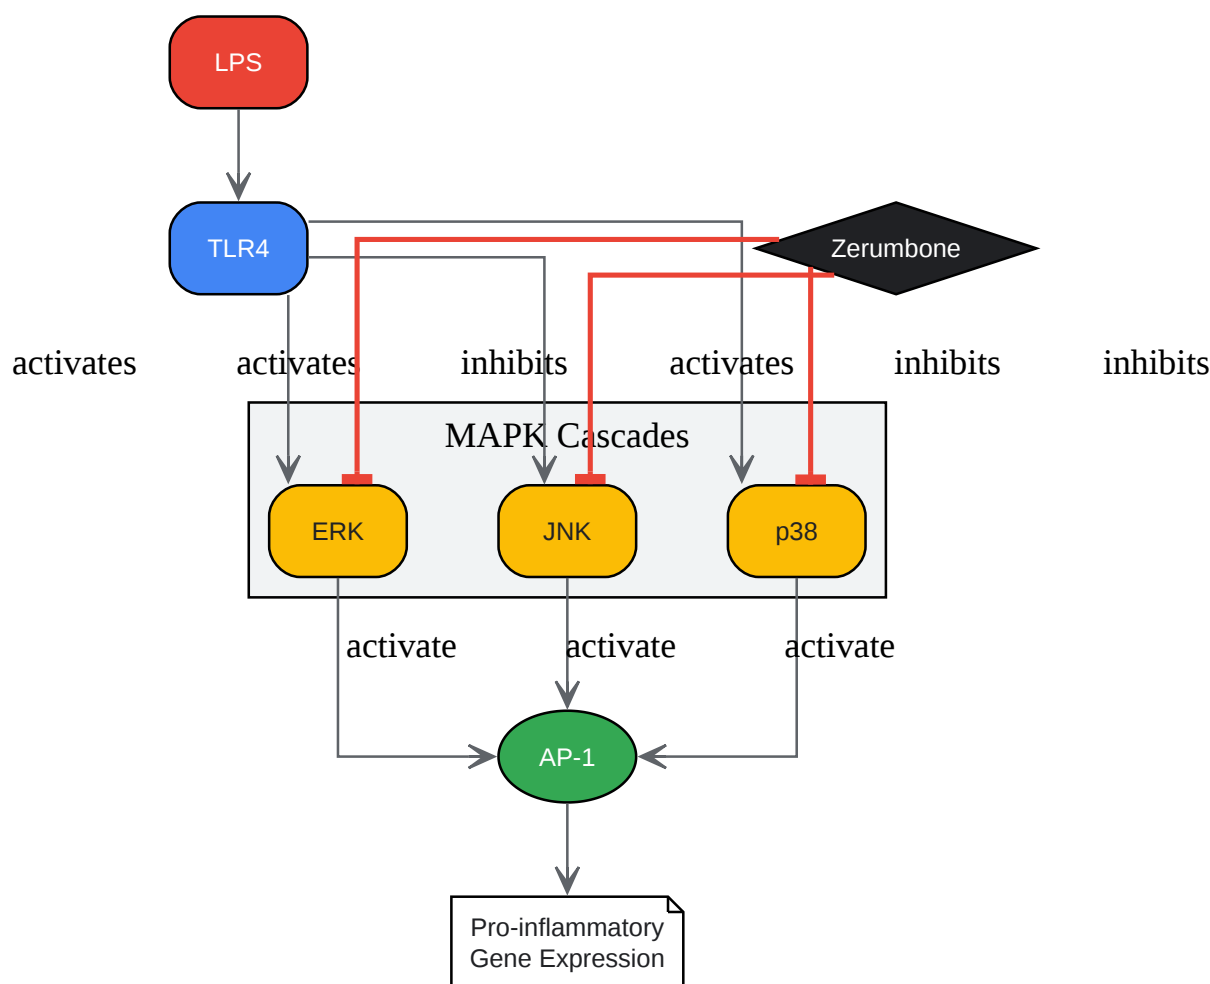 LPS
TLR4
Zerumbone
activates
activates
inhibits
activates
inhibits
inhibits
MAPK Cascades
ERK
JNK
p38
activate
activate
activate
AP-1
Pro-inflammatory
Gene Expression